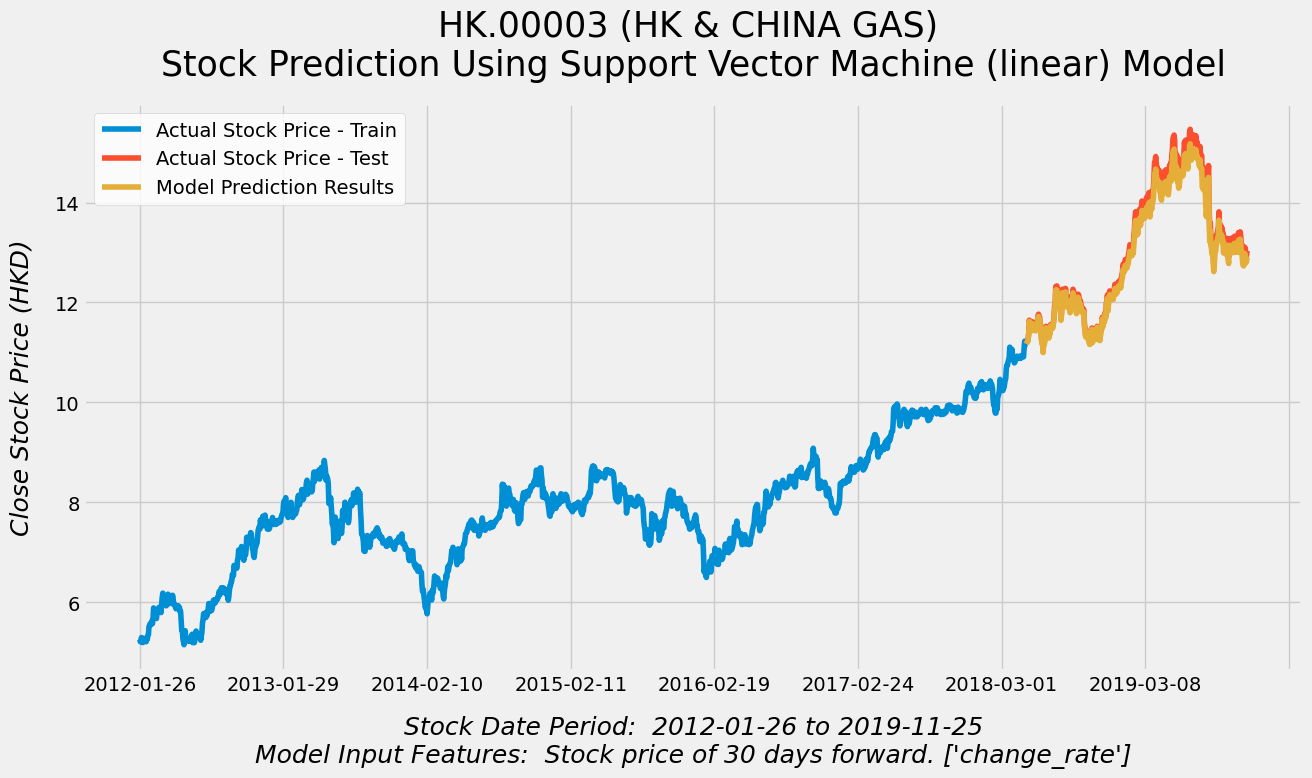 HK.00003 (HK & CHINA GAS)
Stock Prediction Using Support Vector Machine (linear) Model
Actual Stock Price - Train
Actual Stock Price - Test
Model Prediction Results
Close Stock Price (HKD)
14
12
10
8
6
2012-01-26
2013-01-29
2014-02-10
2015-02-11
2016-02-19
2017-02-24
2018-03-01
2019-03-08
Stock Date Period:  2012-01-26 to 2019-11-25
Model Input Features:  Stock price of 30 days forward. ['change_rate']